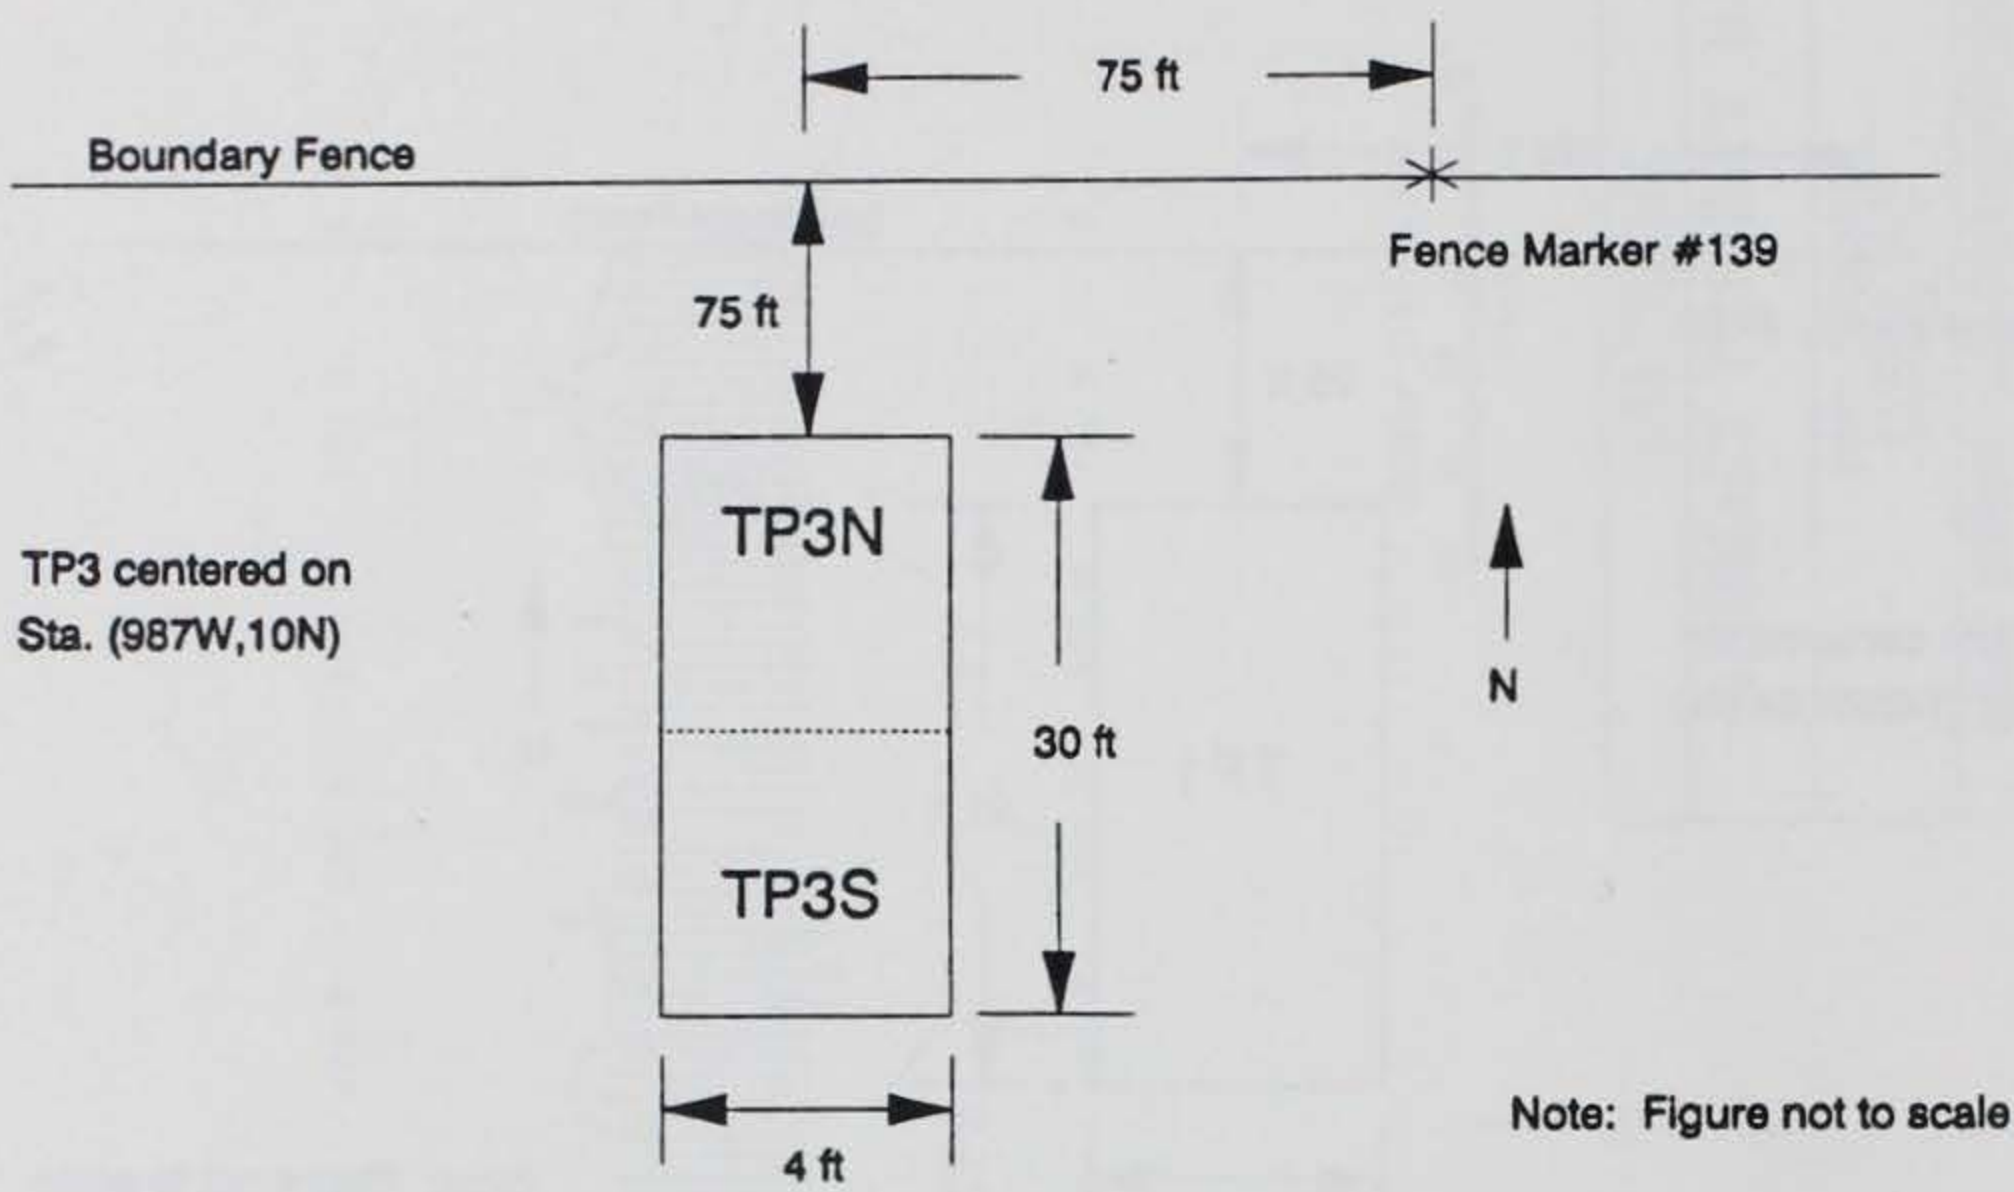 75 ft
Boundary Fence
Fence Marker #139
75 ft
TP3N
TP3 centered on
Sta. (987W,10N)
N
30 ft
TP3S
Note: Figure not to scale
4 ft